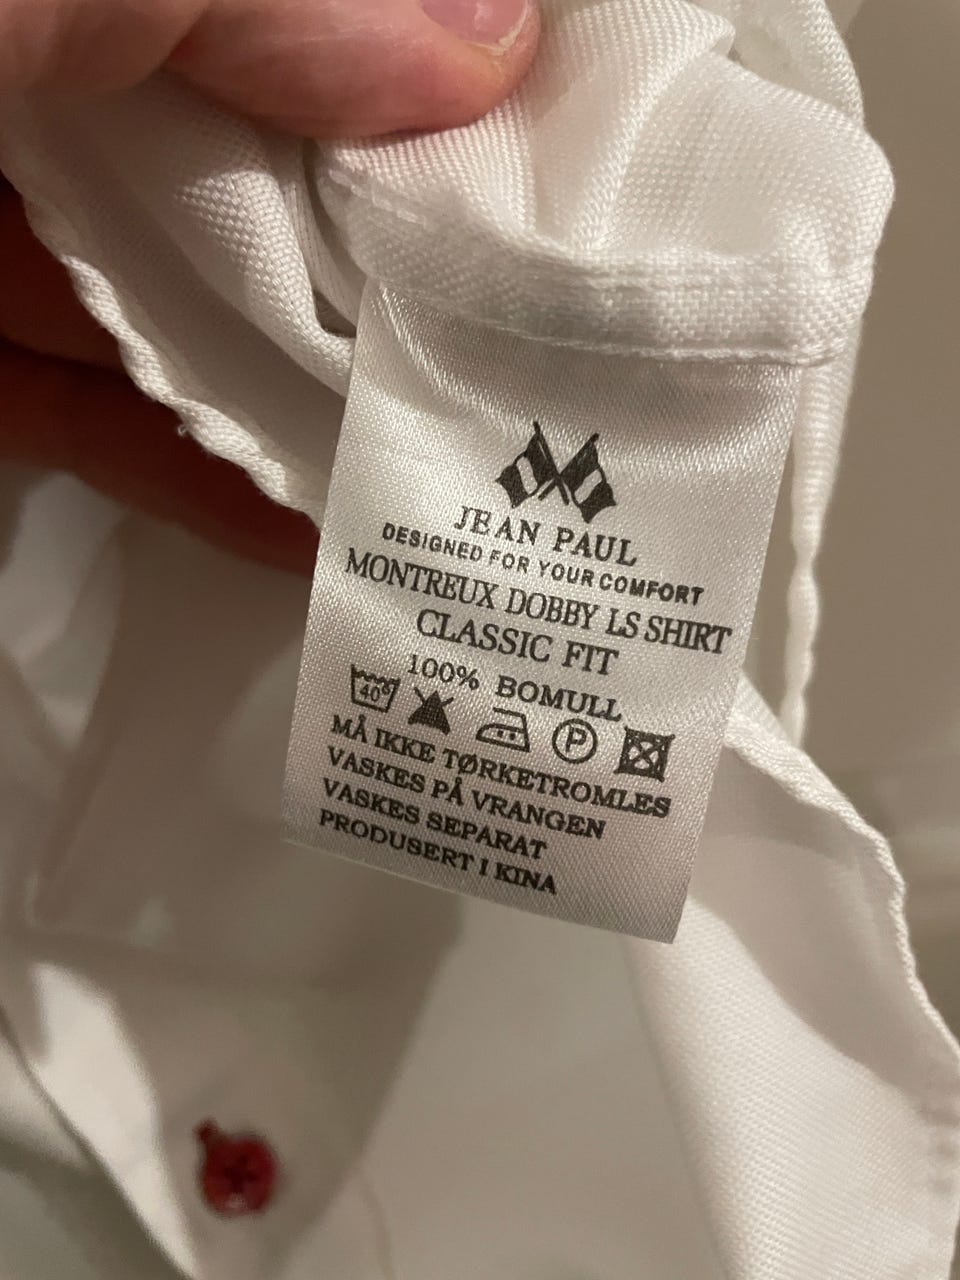 JEAN PAUL
DESIGNED FOR YOUR COMFORT
MONTREUX DOBBY LS SHIRT
CLASSIC FIT
100% BOMULL
40° P
MÅ IKKE TØRKETROMLES
VASKES PÅ VRANGEN
VASKES SEPARAT
PRODUSERT I KINA